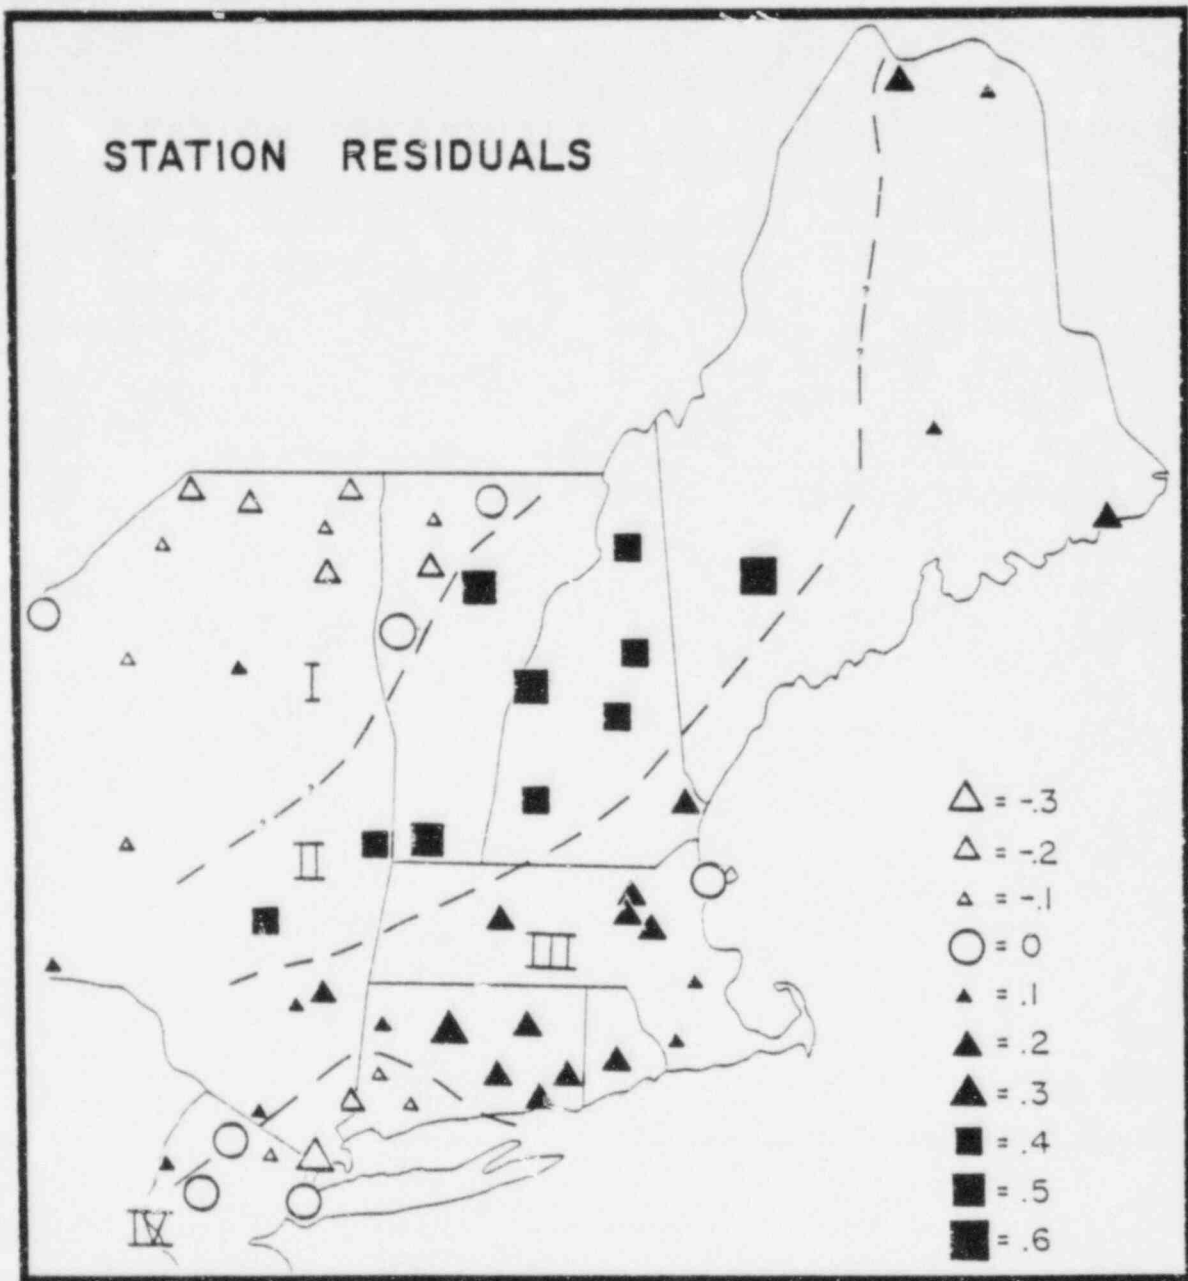 STATION RESIDUALS
?
?
I
?
?
II
III
IV
= -.3
= -.2
= -.1
= 0
= .1
= .2
= .3
= .4
= .5
= .6